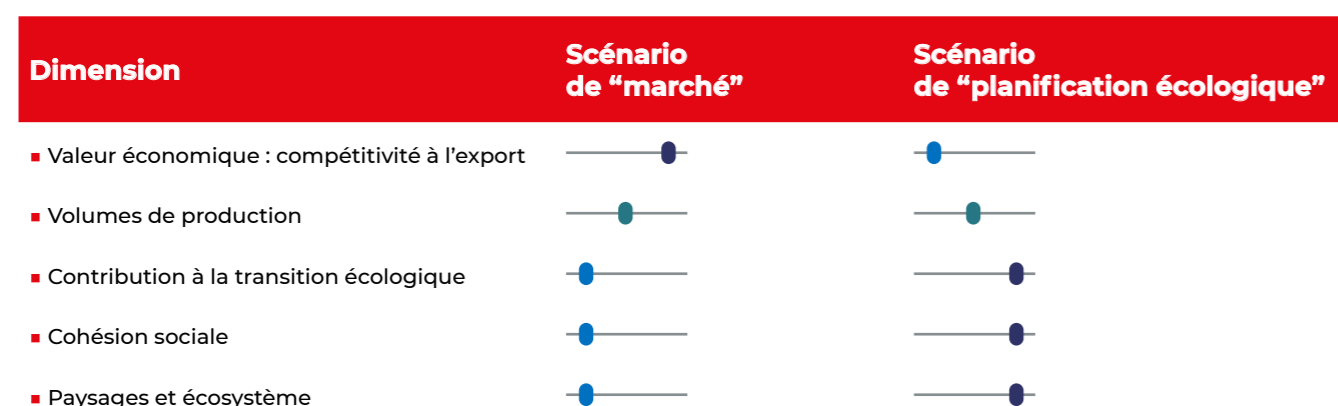 Dimension
Scénario
de “marché”
Scénario
de “planification écologique”
Valeur économique : compétitivité à l’export
Volumes de production
Contribution à la transition écologique
Cohésion sociale
Paysages et écosystème